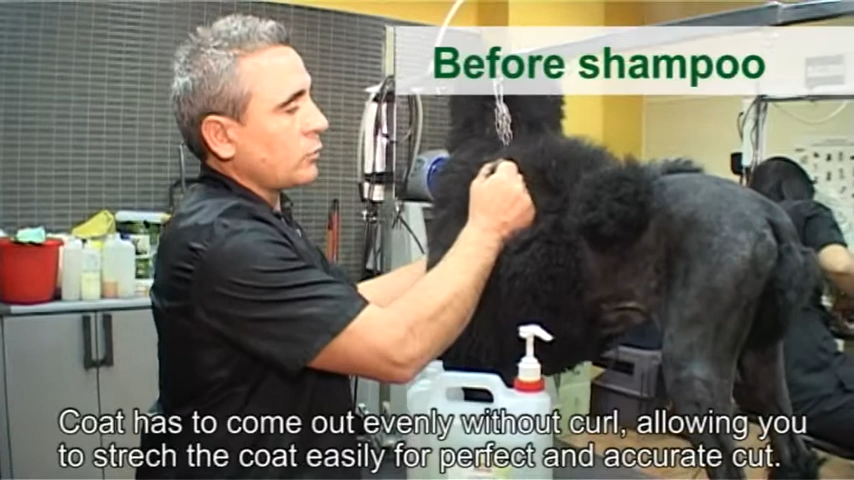 Before shampoo
Coat has to come out evenly without curl, allowing you
to strech the coat easily for perfect and accurate cut.